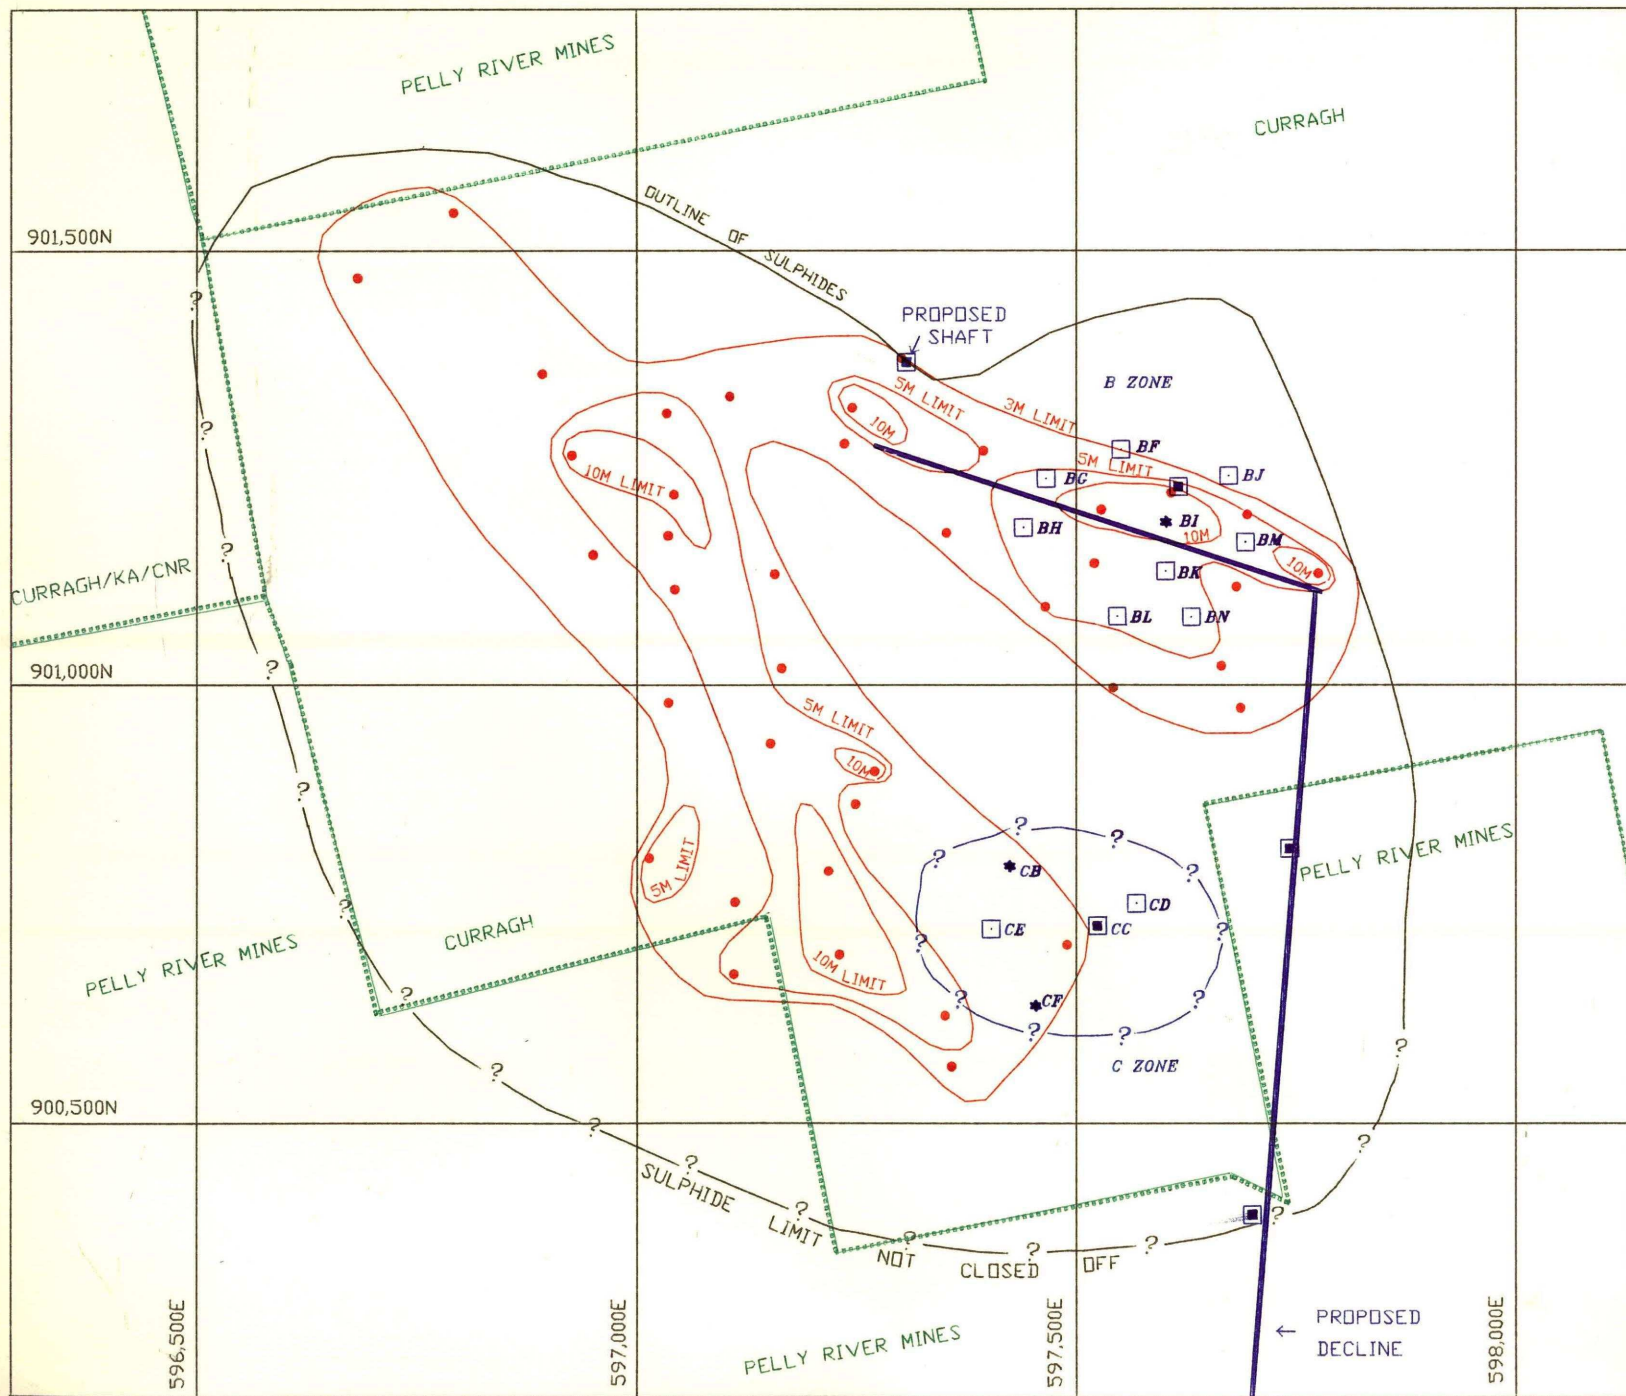 PELLY RIVER MINES
CURRAGH
OUTLINE OF SULPHIDES
901,500N
?
PROPOSED
SHAFT
B ZONE
5M LIMIT
3M LIMIT
10M
?
BF
5M LIMIT
BG
BJ
10M LIMIT
BI
BH
10M
BM
?
10M
BK
CURRAGH/KA/CNR
BL
BN
?
901,000N
5M LIMIT
10M
?
?
?
?
PELLY RIVER MINES
?
CB
5M LIMIT
CD
?
CE
CC
?
?
CURRAGH
PELLY RIVER MINES
10M LIMIT
?
?
?
CF
?
?
?
C ZONE
?
900,500N
?
?
?
SULPHIDE LIMIT NOT CLOSED OFF
?
?
?
?
?
596,500E
597,000E
597,500E
598,000E
← PROPOSED
DECLINE
PELLY RIVER MINES